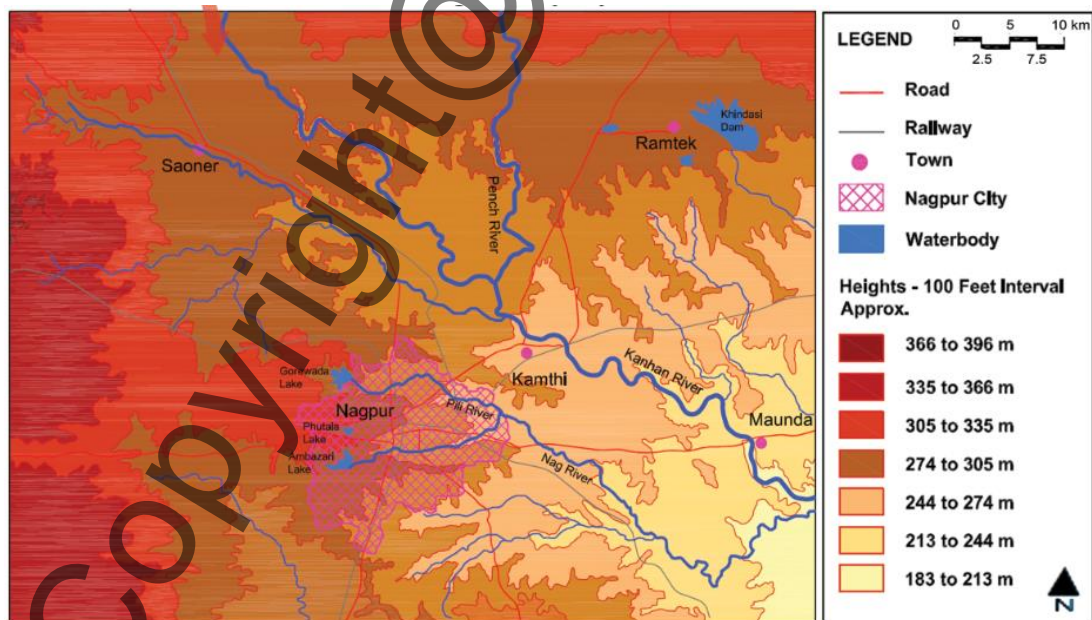 Copyright@
Khindasi
Dam
Ramtek
Saoner
Pench River
Gorewada
Lake
Nagpur
Phutala
Lake
Ambazari
Lake
Pili River
Kamthi
Kanhan River
Maunda
Nag River
LEGEND
0 5 10 km
2.5 7.5
Road
Railway
Town
Nagpur City
Waterbody
Heights - 100 Feet Interval
Approx.
366 to 396 m
335 to 366 m
305 to 335 m
274 to 305 m
244 to 274 m
213 to 244 m
183 to 213 m
N